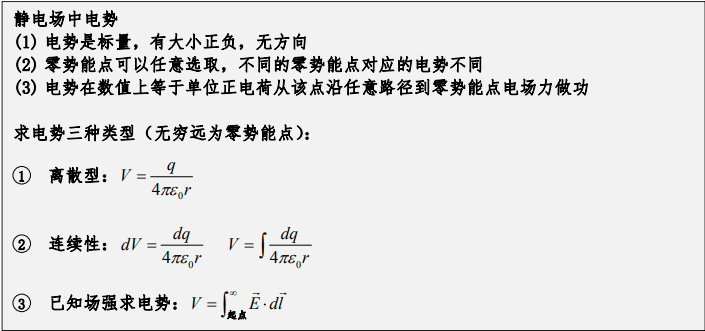 静电场中电势
(1) 电势是标量，有大小正负，无方向
(2) 零势能点可以任意选取，不同的零势能点对应的电势不同
(3) 电势在数值上等于单位正电荷从该点沿任意路径到零势能点电场力做功
求电势三种类型（无穷远为零势能点）：
① 离散型：$V = \frac{q}{4\pi\varepsilon_0 r}$
② 连续性：$dV = \frac{dq}{4\pi\varepsilon_0 r}$ $V = \int \frac{dq}{4\pi\varepsilon_0 r}$
③ 已知场强求电势：$V = \int_{起点}^{\infty} \vec{E} \cdot d\vec{l}$